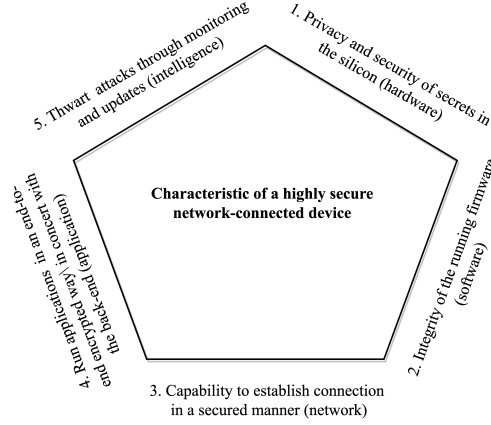 1. Privacy and security of secrets in
the silicon (hardware)
2. Integrity of the running firmware
(software)
3. Capability to establish connection
in a secured manner (network)
4. Run applications in an end-to-
end encrypted way\ in concert with
the back-end (application)
5. Thwart attacks through monitoring
and updates (intelligence)
Characteristic of a highly secure
network-connected device